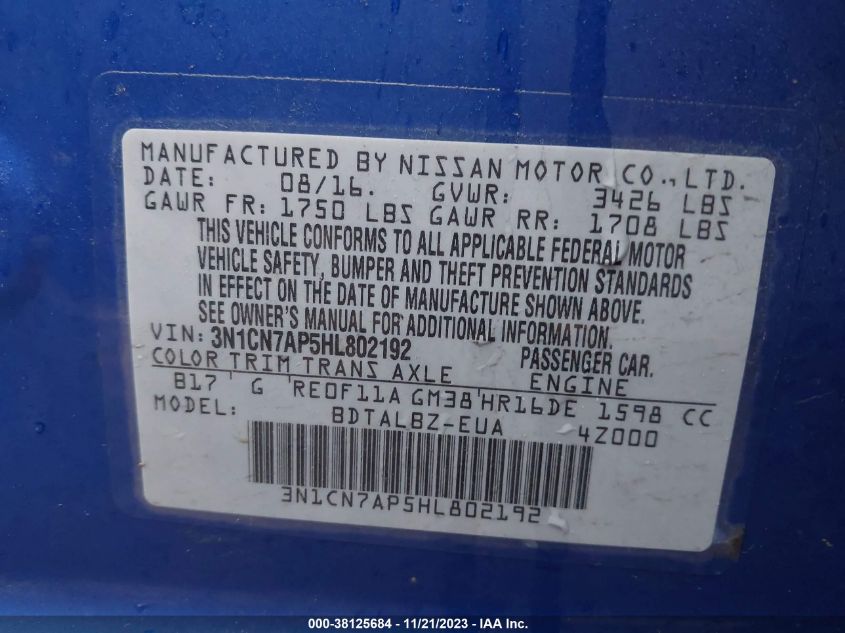 MANUFACTURED BY NISSAN MOTOR CO., LTD.
DATE: 08/16. GVWR: 3426 LBS
GAWR FR: 1750 LBS GAWR RR: 1708 LBS
THIS VEHICLE CONFORMS TO ALL APPLICABLE FEDERAL MOTOR
VEHICLE SAFETY, BUMPER AND THEFT PREVENTION STANDARDS
IN EFFECT ON THE DATE OF MANUFACTURE SHOWN ABOVE.
SEE OWNER'S MANUAL FOR ADDITIONAL INFORMATION.
VIN: 3N1CN7AP5HL802192 PASSENGER CAR.
COLOR TRIM TRANS AXLE ENGINE
B17 G RE0F11A GM38 HR16DE 1598 CC
MODEL: BDTALBZ-EUA 4Z000
3N1CN7AP5HL802192
000-38125684 - 11/21/2023 - IAA Inc.